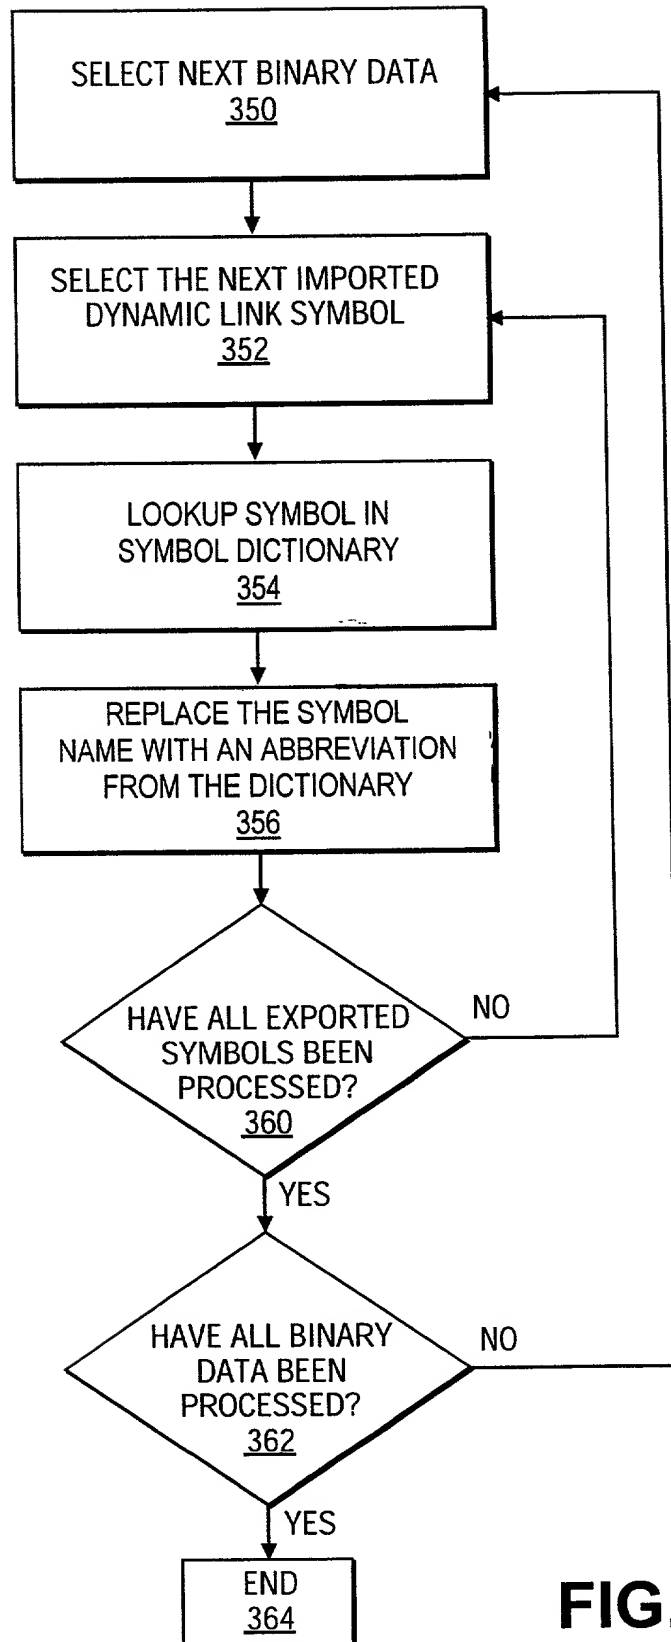 SELECT NEXT BINARY DATA
350
SELECT THE NEXT IMPORTED
DYNAMIC LINK SYMBOL
352
LOOKUP SYMBOL IN
SYMBOL DICTIONARY
354
REPLACE THE SYMBOL
NAME WITH AN ABBREVIATION
FROM THE DICTIONARY
356
HAVE ALL EXPORTED
SYMBOLS BEEN
PROCESSED?
360
NO
YES
HAVE ALL BINARY
DATA BEEN
PROCESSED?
362
NO
YES
END
364
FIG.